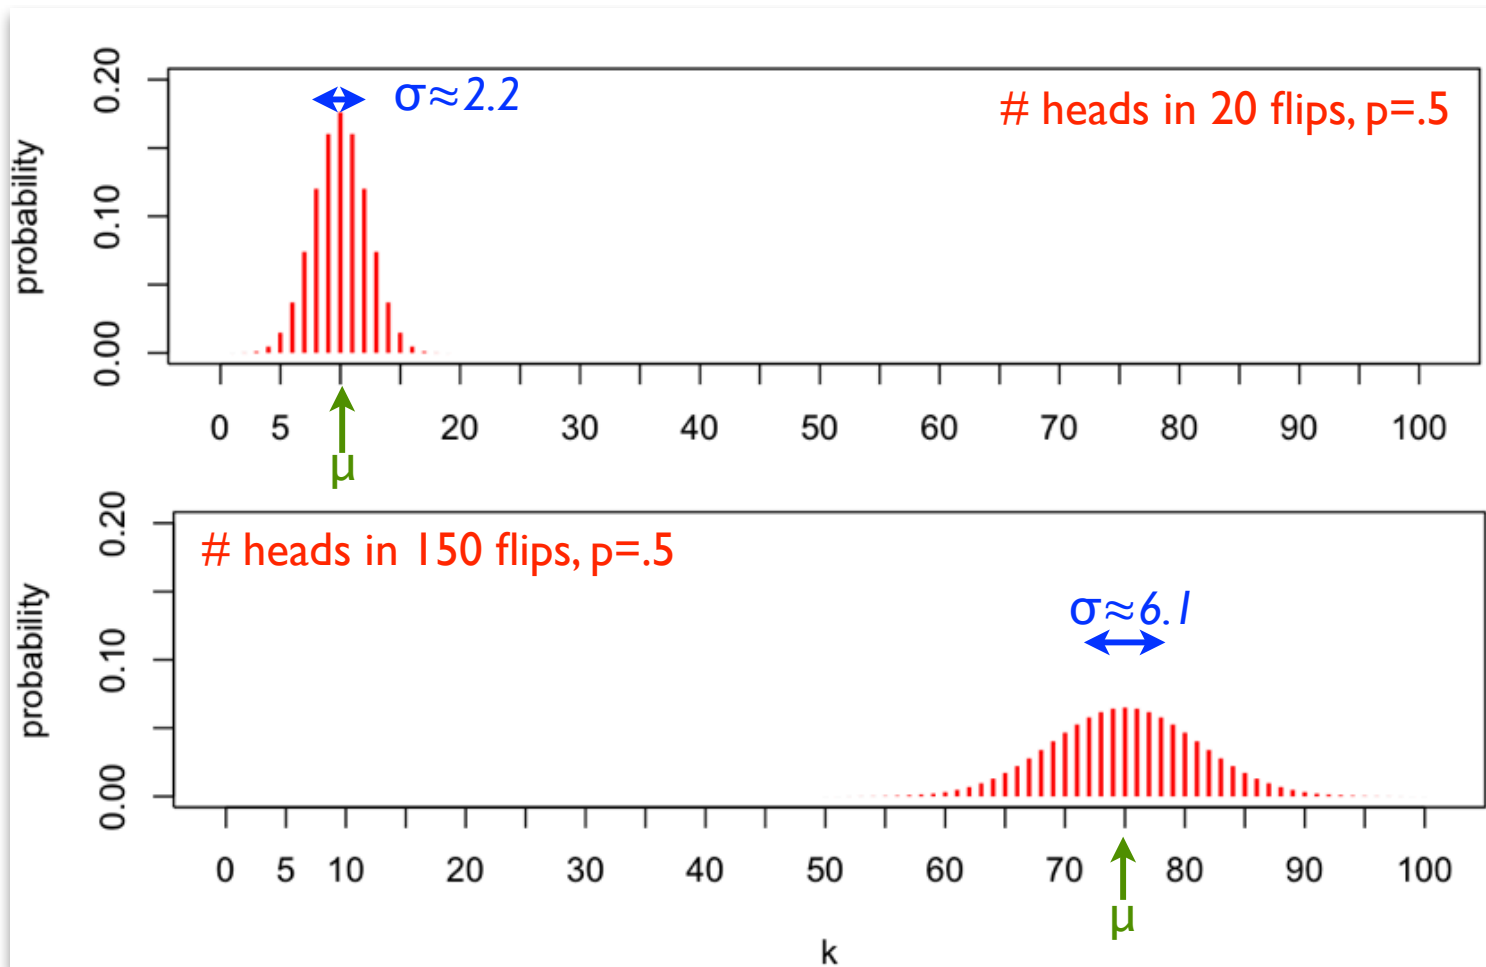 0.20
σ≈2.2
# heads in 20 flips, p=.5
probability
0.10
0.00
0 5 20 30 40 50 60 70 80 90 100
μ
0.20
# heads in 150 flips, p=.5
σ≈6.1
probability
0.10
0.00
0 5 10 20 30 40 50 60 70 80 90 100
μ
k